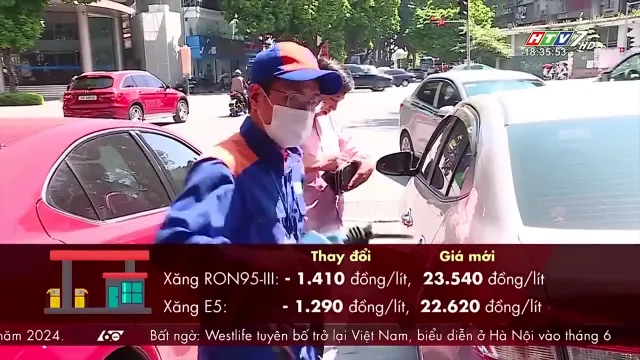 HTV7 HD
18:35:53
Thay đổi Giá mới
Xăng RON95-III: - 1.410 đồng/lít, 23.540 đồng/lít
Xăng E5: - 1.290 đồng/lít, 22.620 đồng/lít
năm 2024. Bất ngờ: Westlife tuyên bố trở lại Việt Nam, biểu diễn ở Hà Nội vào tháng 6